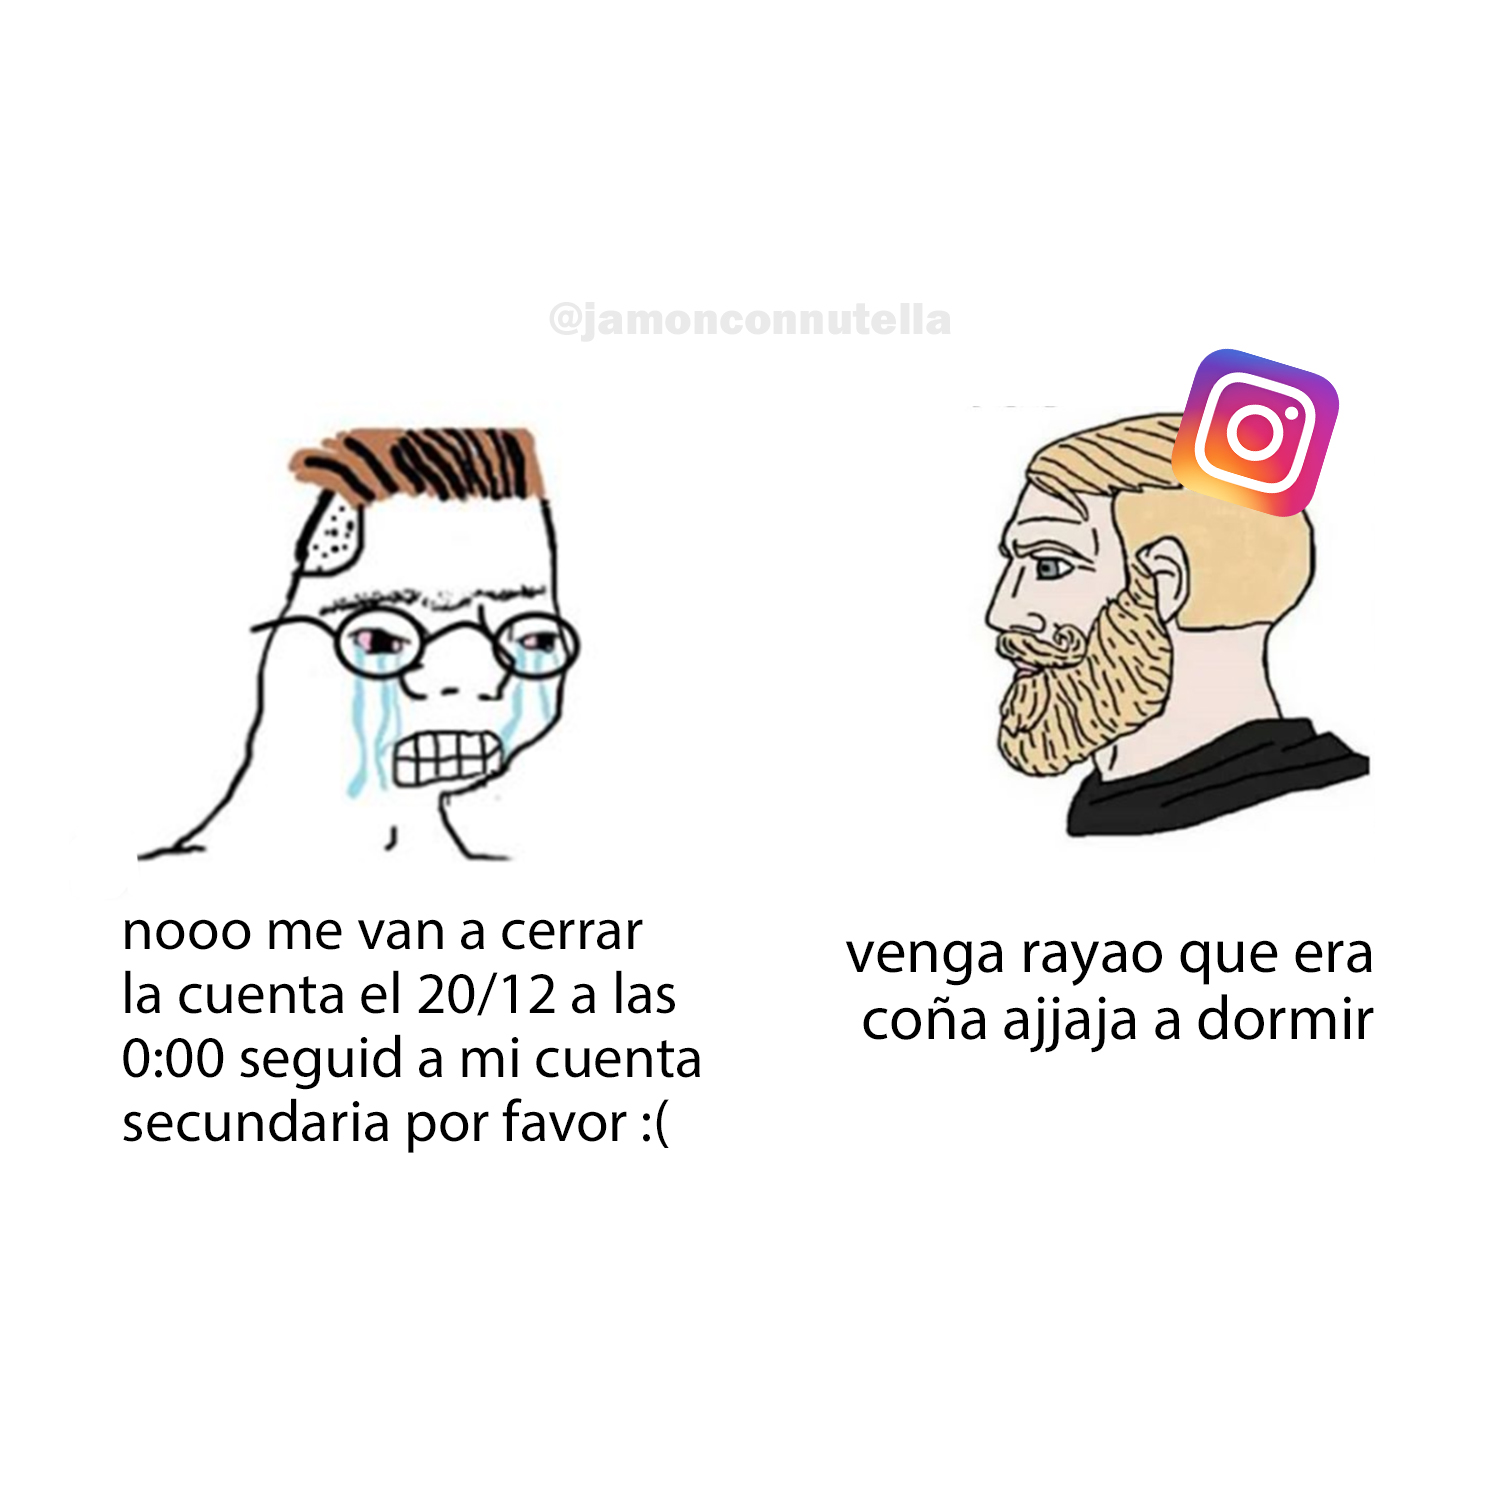 @jamonconnutella
nooo me van a cerrar
la cuenta el 20/12 a las
0:00 seguid a mi cuenta
secundaria por favor :(
venga rayao que era
coña ajjaja a dormir